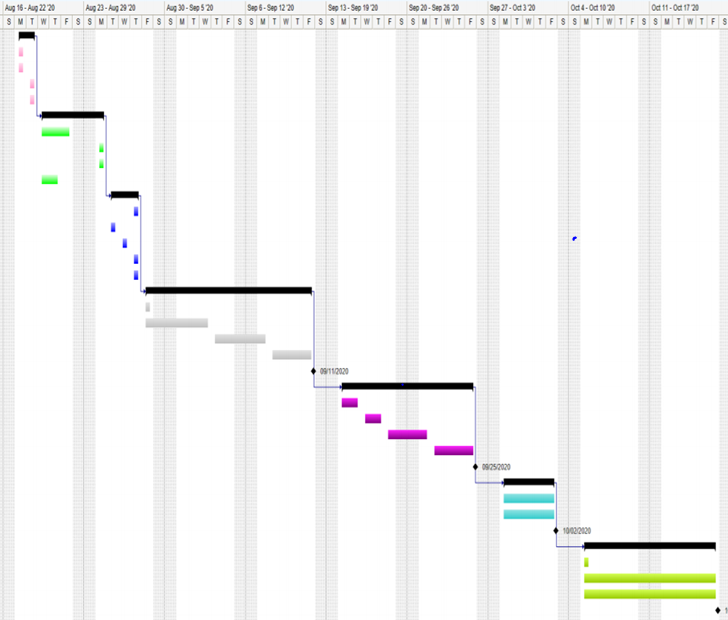 Aug 16 - Aug 22 '20 Aug 23 - Aug 29 '20 Aug 30 - Sep 5 '20 Sep 6 - Sep 12 '20 Sep 13 - Sep 19 '20 Sep 20 - Sep 26 '20 Sep 27 - Oct 3 '20 Oct 4 - Oct 10 '20 Oct 11 - Oct 17 '20
S M T W T F S S M T W T F S S M T W T F S S M T W T F S S M T W T F S S M T W T F S S M T W T F S S M T W T F S S M T W T F S
09/11/2020
09/25/2020
10/02/2020